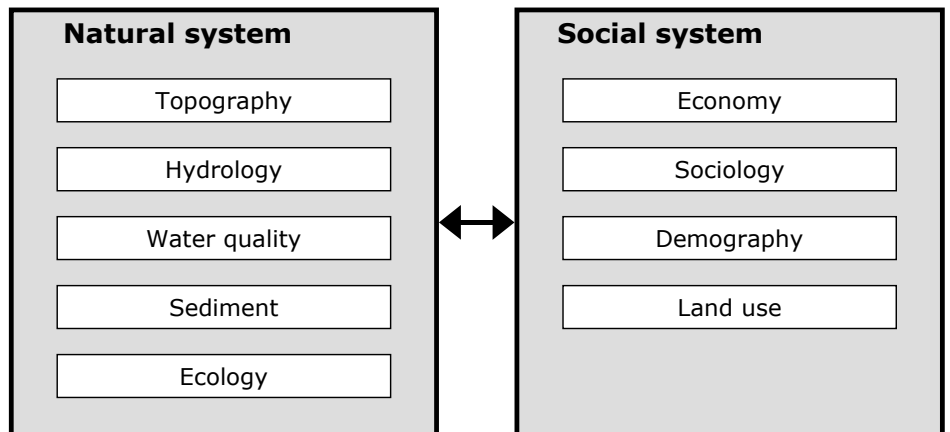 Natural system
Topography
Hydrology
Water quality
Sediment
Ecology
Social system
Economy
Sociology
Demography
Land use